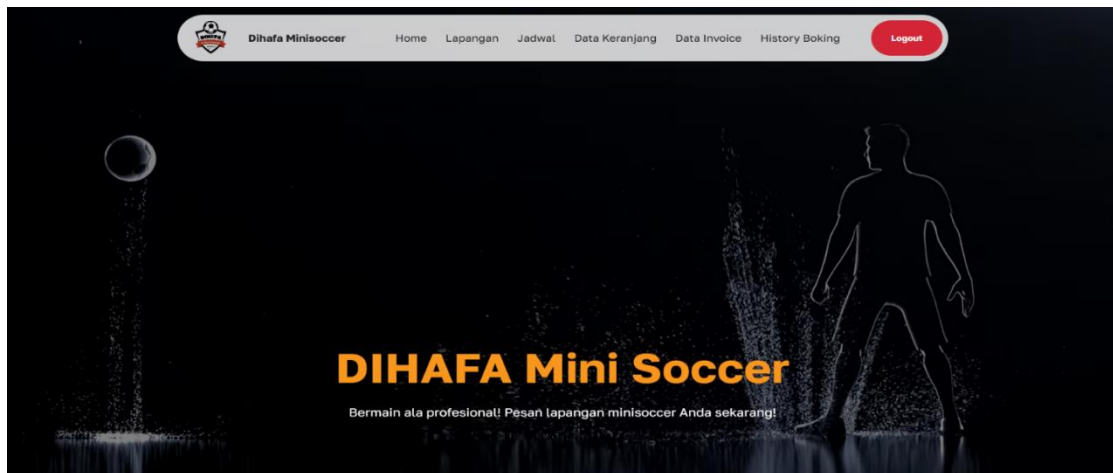 DIHAFA
Dihafa Minisoccer
Home Lapangan Jadwal Data Keranjang Data Invoice History Boking Logout
DIHAFA Mini Soccer
Bermain ala profesional! Pesan lapangan minisoccer Anda sekarang!